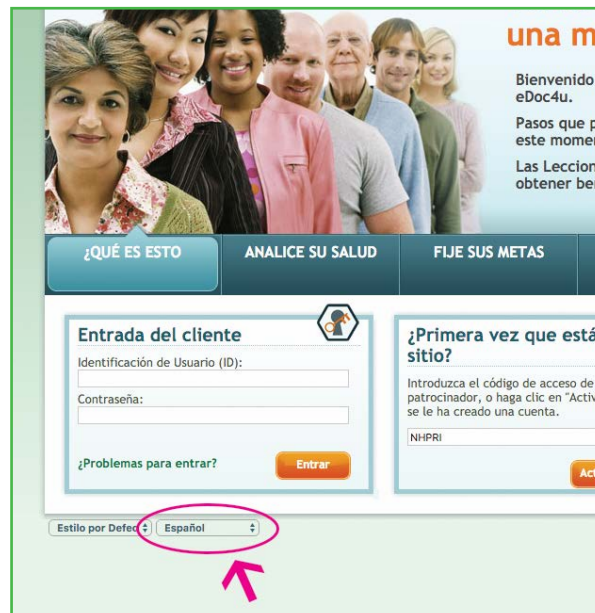 una m
Bienvenido
eDoc4u.
Pasos que p
este momen
Las Leccion
obtener ben
¿QUÉ ES ESTO
ANALICE SU SALUD
FIJE SUS METAS
Entrada del cliente
Identificación de Usuario (ID):
Contraseña:
¿Problemas para entrar?
Entrar
¿Primera vez que está
sitio?
Introduzca el código de acceso de
patrocinador, o haga clic en "Activ
se le ha creado una cuenta.
NHPRI
Act
Estilo por Defec
Español